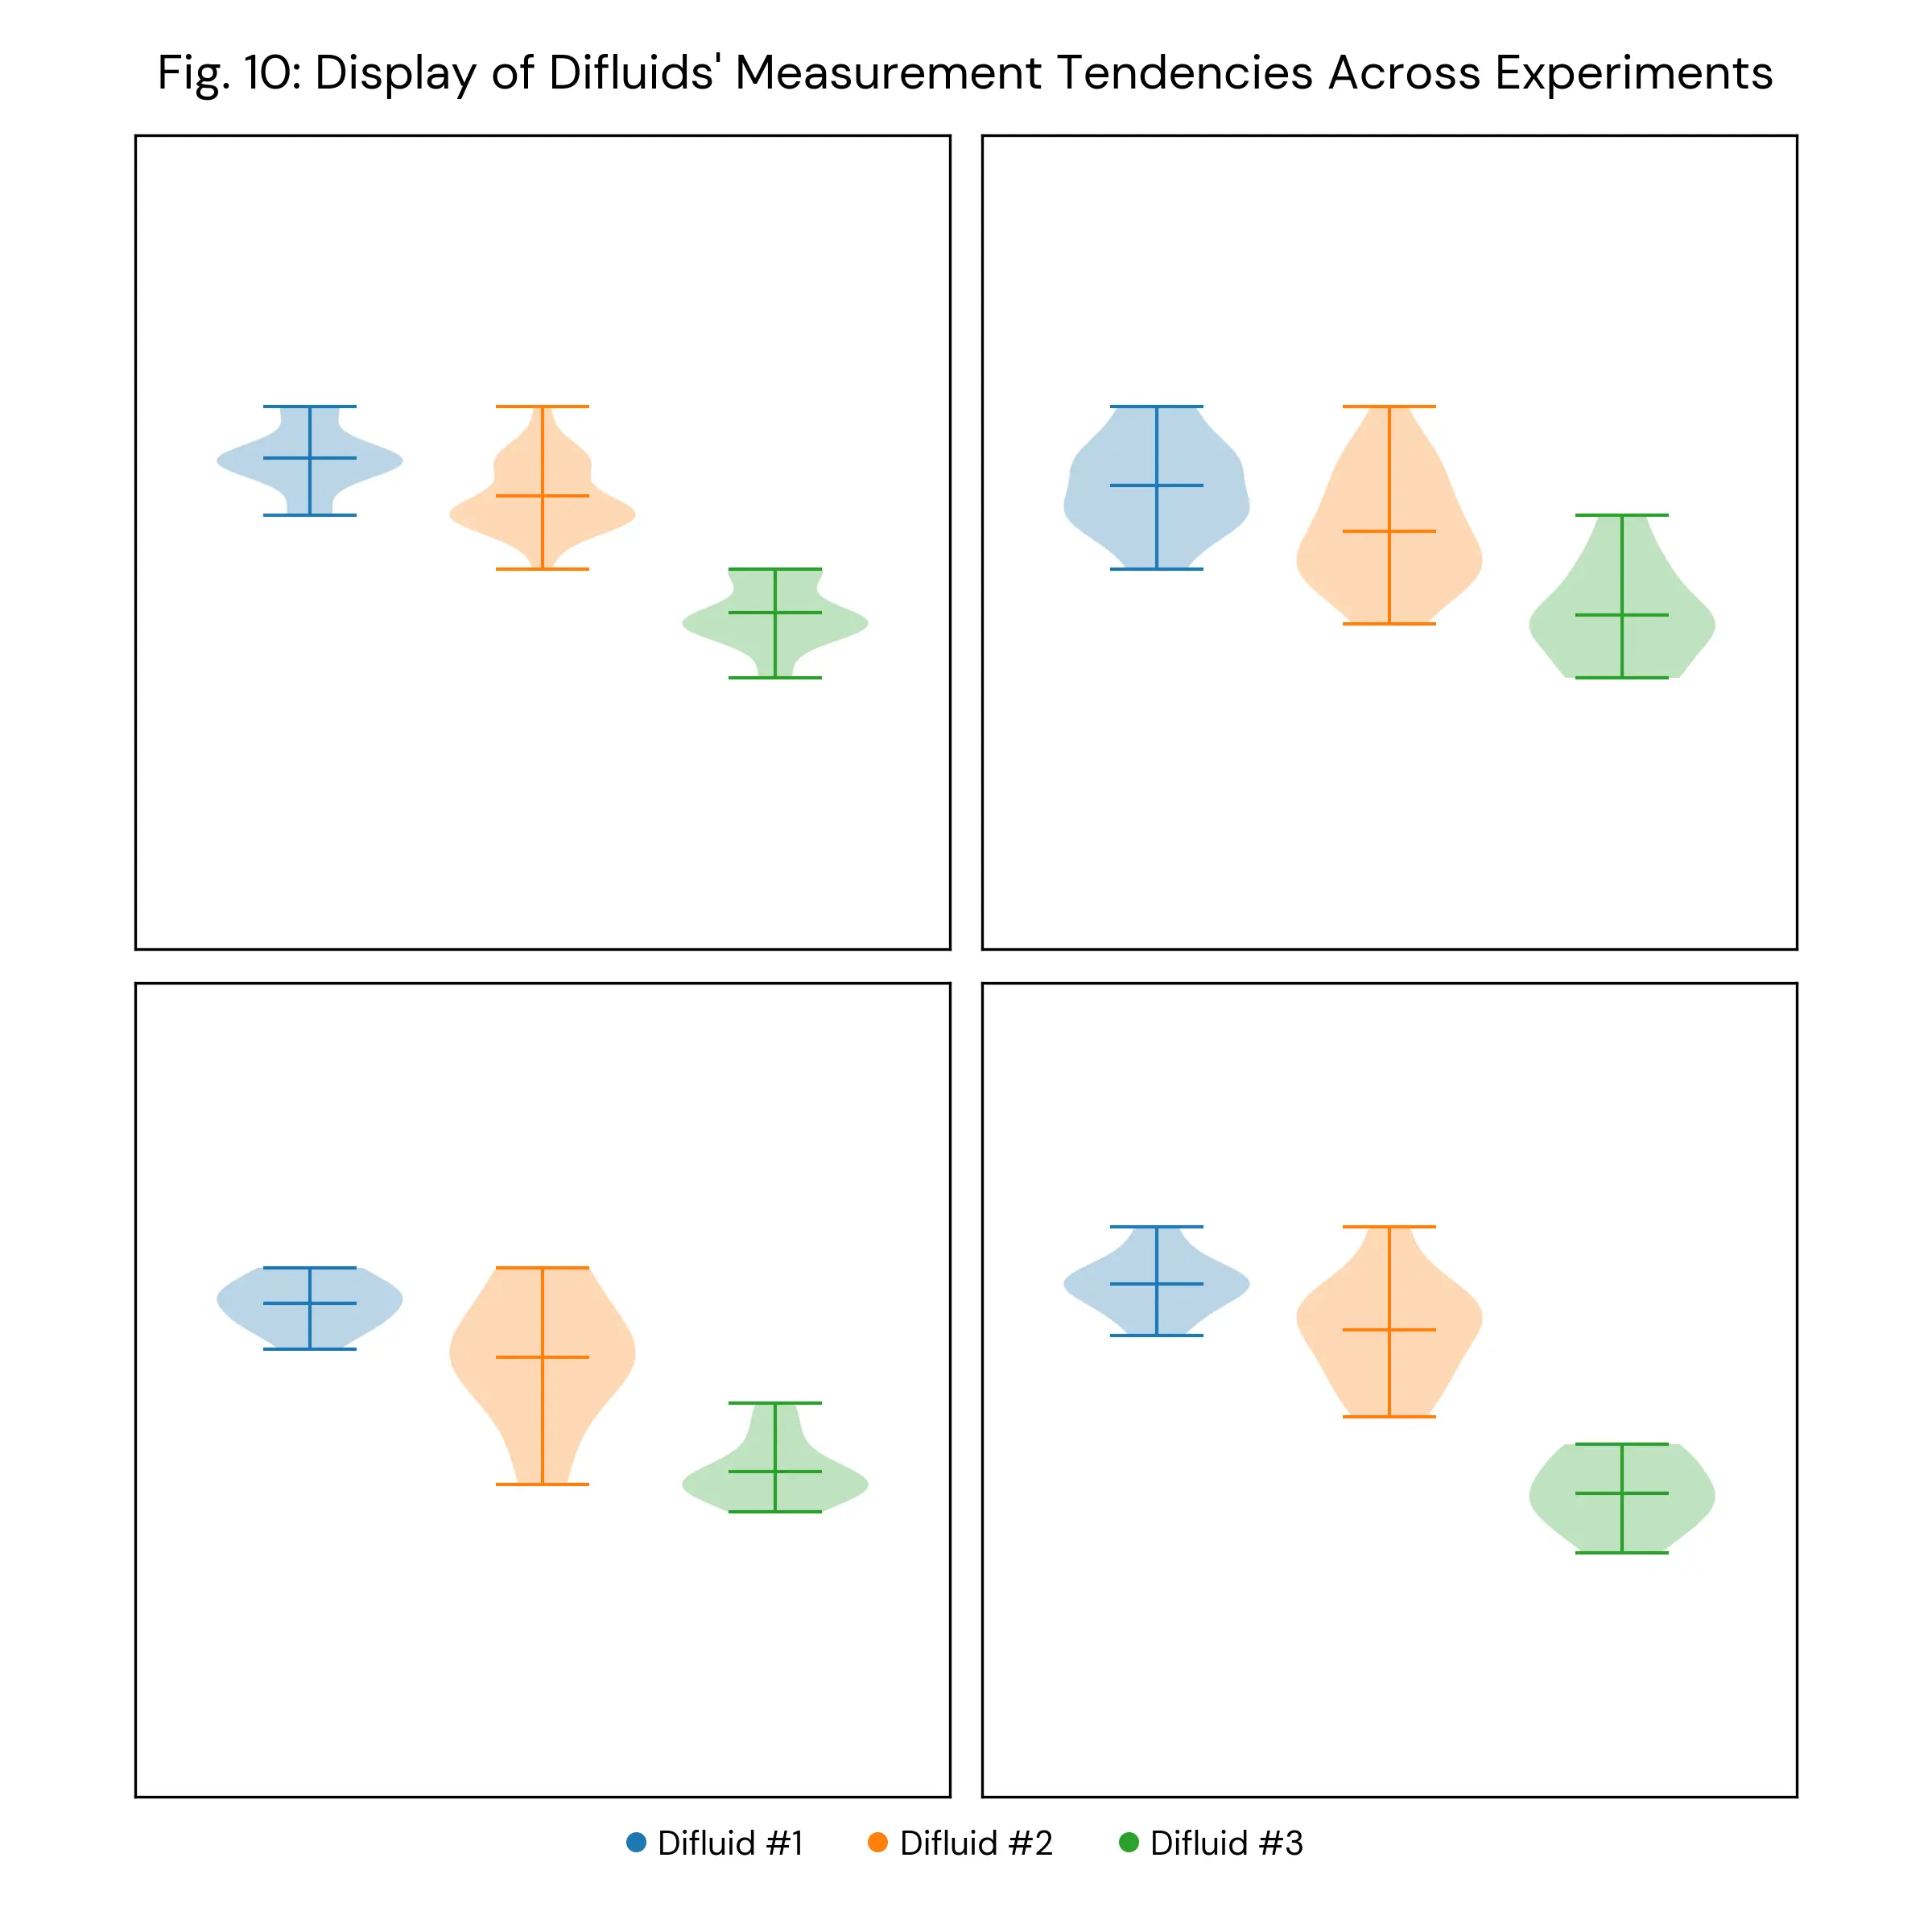 Fig. 10: Display of Difluids' Measurement Tendencies Across Experiments
Difluid #1 Difluid #2 Difluid #3